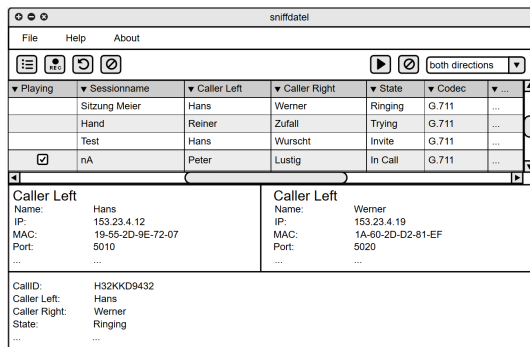 sniffdatel
File Help About
REC both directions
Playing Sessionname Caller Left Caller Right State Codec ...
Sitzung Meier Hans Werner Ringing G.711 ...
Hand Reiner Zufall Trying G.711 ...
Test Hans Wurscht Invite G.711 ...
nA Peter Lustig In Call G.711 ...
Caller Left Caller Left
Name: Hans Name: Werner
IP: 153.23.4.12 IP: 153.23.4.19
MAC: 19-55-2D-9E-72-07 MAC: 1A-60-2D-D2-81-EF
Port: 5010 Port: 5020
... ... ... ...
CallID: H32KKD9432
Caller Left: Hans
Caller Right: Werner
State: Ringing
... ...